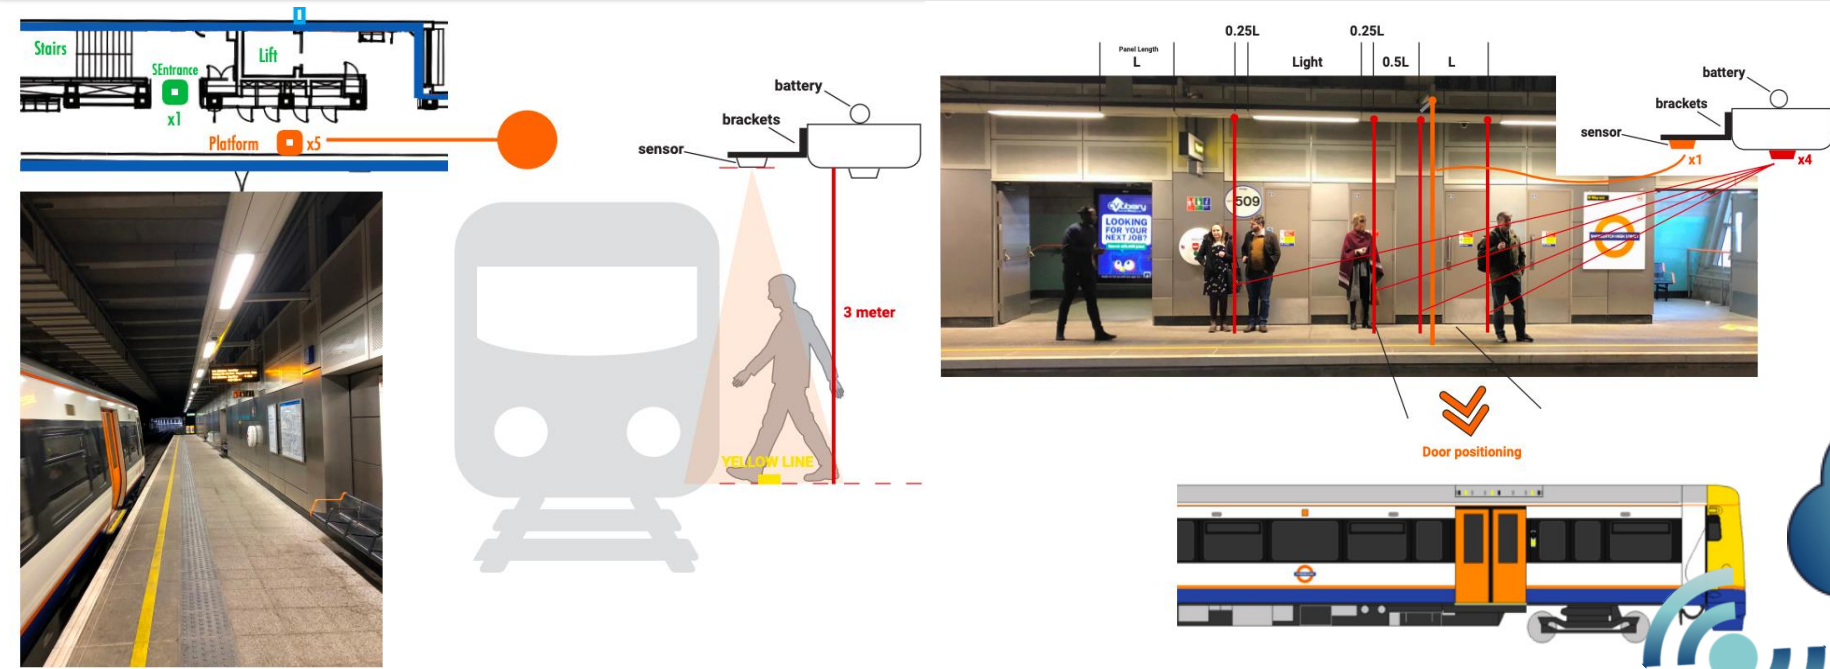 Stairs
Lift
SEntrance
x1
Platform
x5
battery
brackets
sensor
3 meter
YELLOW LINE
0.25L
0.25L
Panel Length
L
Light
0.5L
L
battery
brackets
sensor
x1
x4
509
LOOKING
FOR YOUR
NEXT JOB?
Door positioning